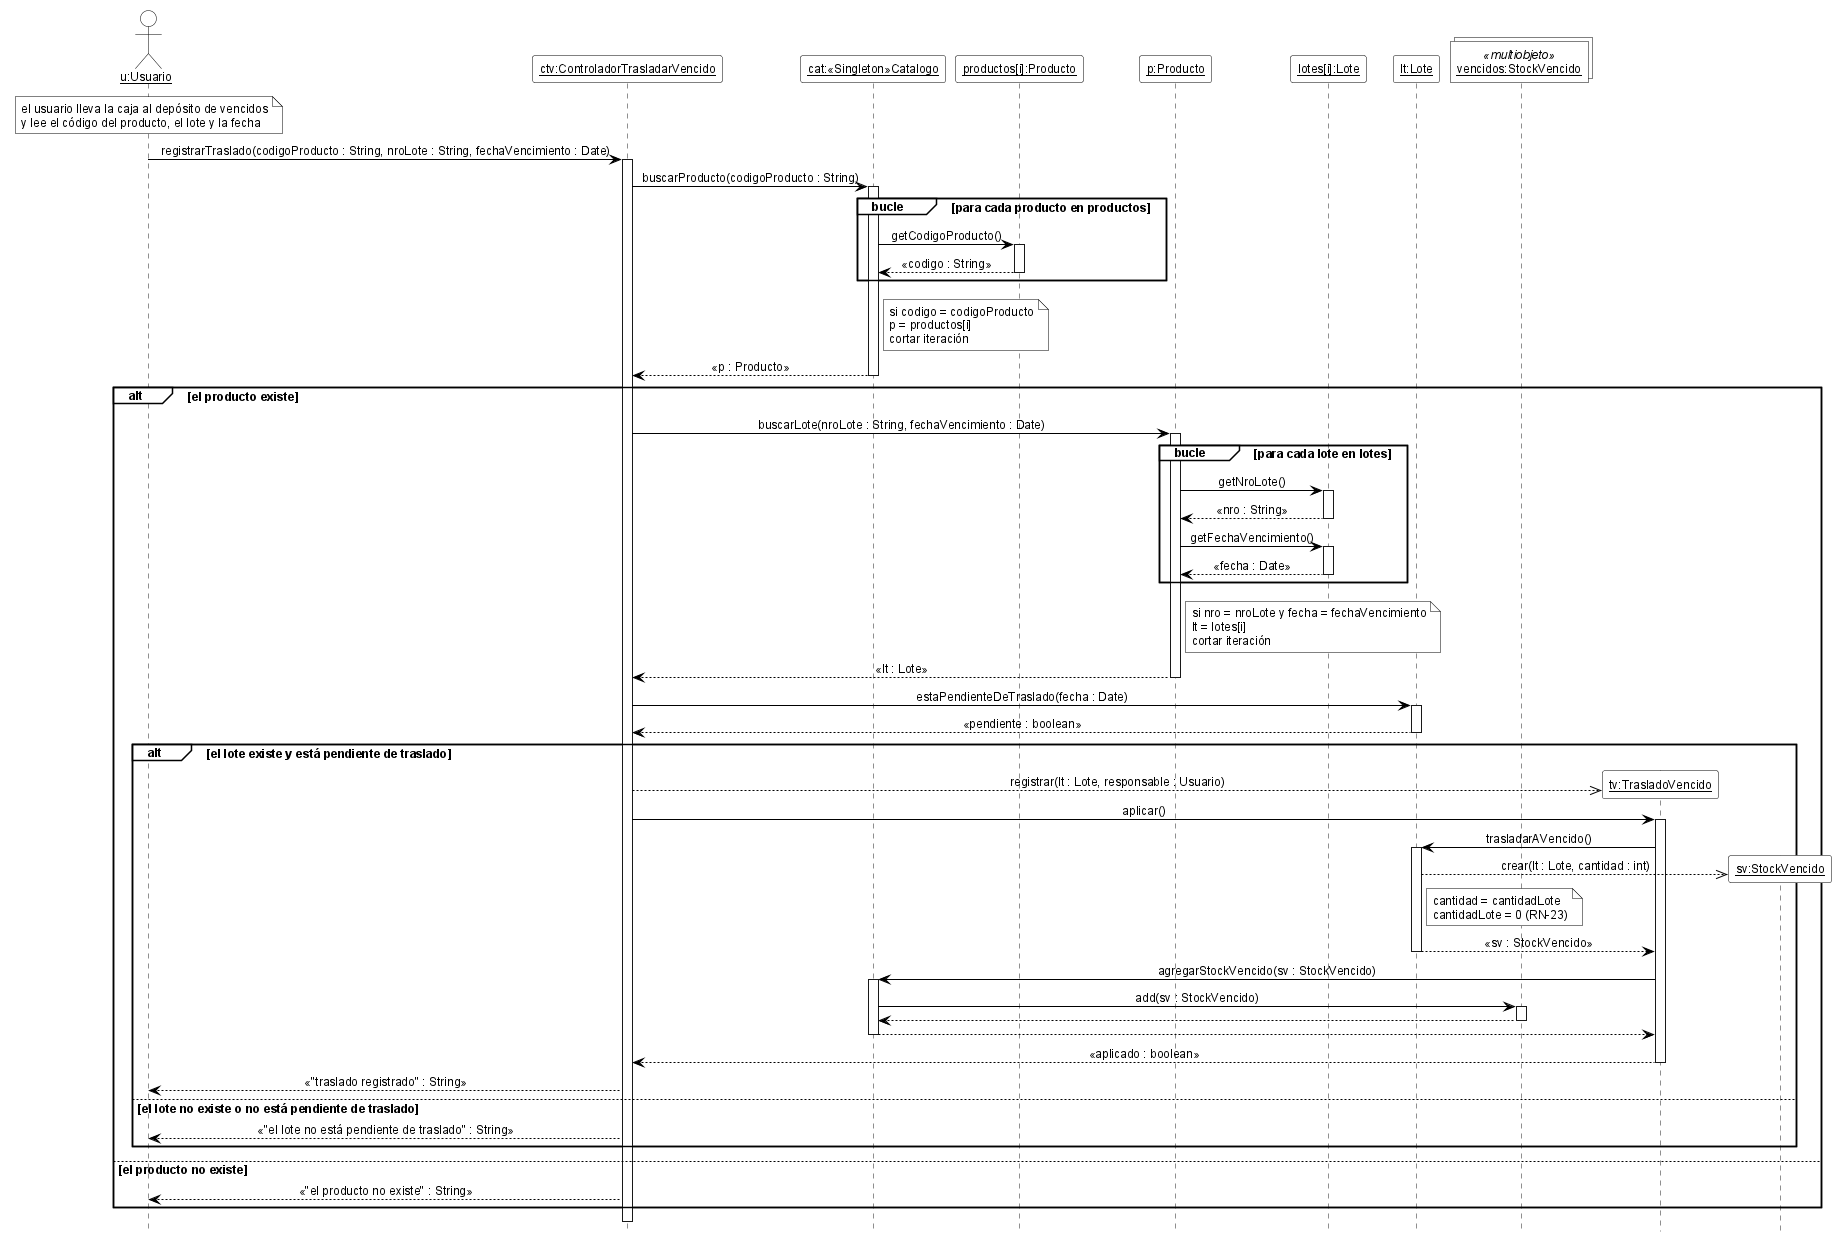 u:Usuario
ctv:ControladorTrasladarVencido
cat:«Singleton»Catalogo
productos[i]:Producto
p:Producto
lotes[i]:Lote
lt:Lote
«multiobjeto»
vencidos:StockVencido
el usuario lleva la caja al depósito de vencidos
y lee el código del producto, el lote y la fecha
registrarTraslado(codigoProducto : String, nroLote : String, fechaVencimiento : Date)
buscarProducto(codigoProducto : String)
bucle [para cada producto en productos]
getCodigoProducto()
«codigo : String»
si codigo = codigoProducto
p = productos[i]
cortar iteración
«p : Producto»
alt [el producto existe]
buscarLote(nroLote : String, fechaVencimiento : Date)
bucle [para cada lote en lotes]
getNroLote()
«nro : String»
getFechaVencimiento()
«fecha : Date»
si nro = nroLote y fecha = fechaVencimiento
lt = lotes[i]
cortar iteración
«lt : Lote»
estaPendienteDeTraslado(fecha : Date)
«pendiente : boolean»
alt [el lote existe y está pendiente de traslado]
registrar(lt : Lote, responsable : Usuario)
tv:TrasladoVencido
aplicar()
trasladarAVencido()
crear(lt : Lote, cantidad : int)
sv:StockVencido
cantidad = cantidadLote
cantidadLote = 0 (RN-23)
«sv : StockVencido»
agregarStockVencido(sv : StockVencido)
add(sv : StockVencido)
«aplicado : boolean»
«"traslado registrado" : String»
[el lote no existe o no está pendiente de traslado]
«"el lote no está pendiente de traslado" : String»
[el producto no existe]
«"el producto no existe" : String»